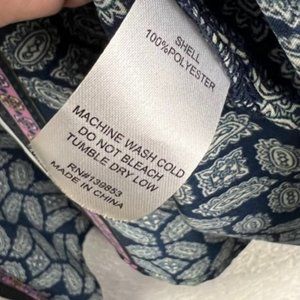 SHELL
100%POLYESTER
MACHINE WASH COLD
DO NOT BLEACH
TUMBLE DRY LOW
RN#139853
MADE IN CHINA